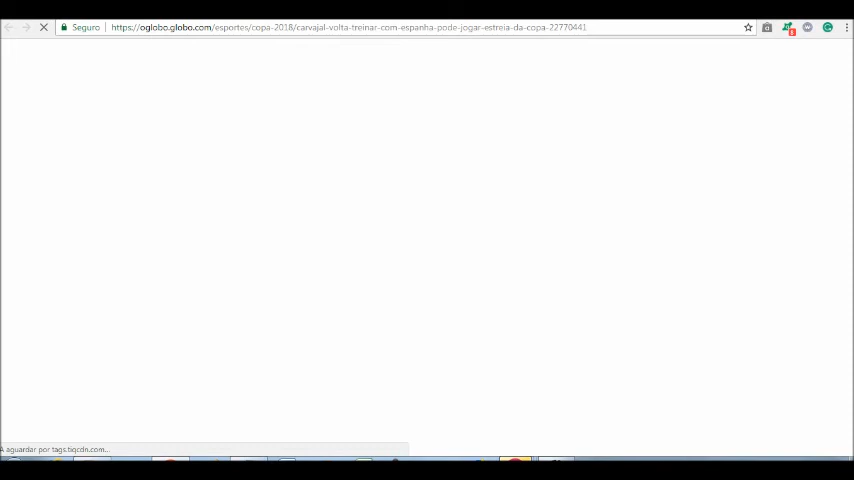 Seguro https://oglobo.globo.com/esportes/copa-2018/carvajal-volta-treinar-com-espanha-pode-jogar-estreia-da-copa-22770441
A aguardar por tags.tiqcdn.com...